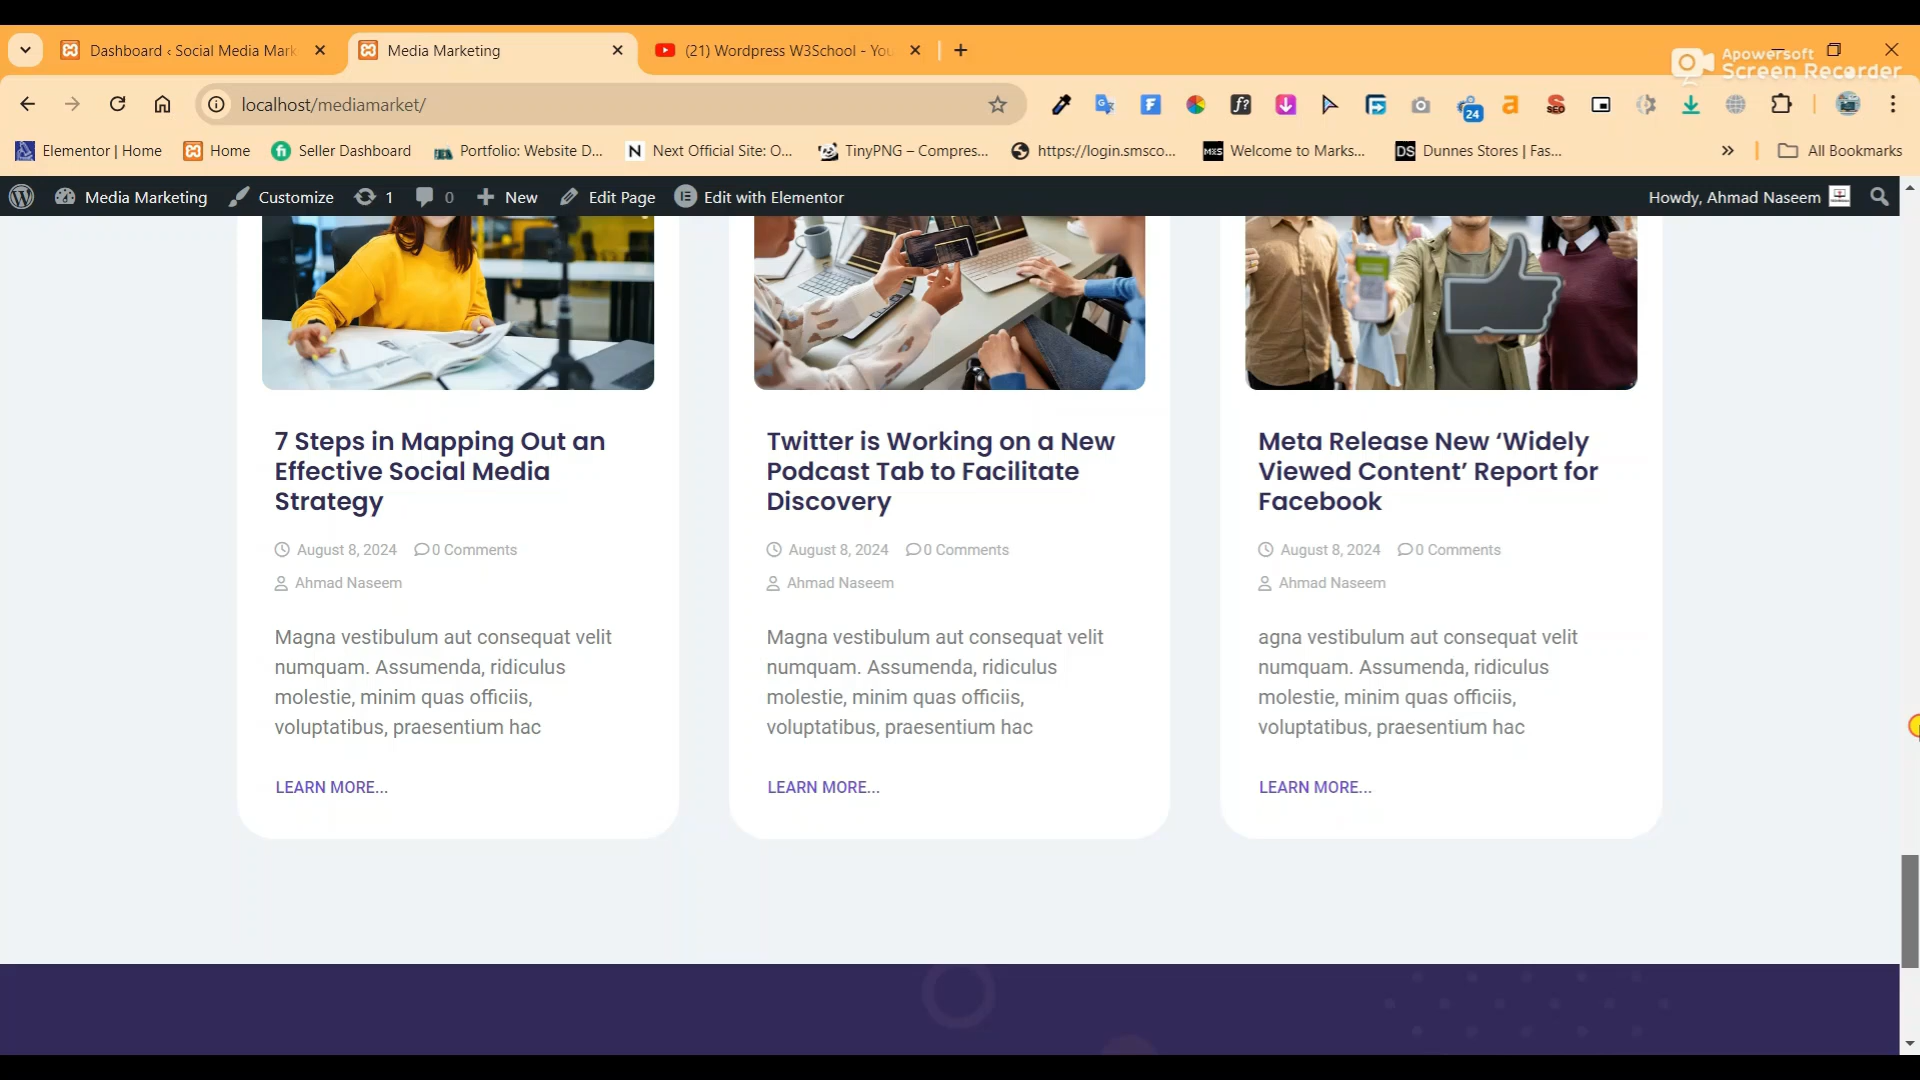 Dashboard ‹ Social Media Mark
Media Marketing
(21) Wordpress W3School - You
Apowersoft
Screen Recorder
localhost/mediamarket/
24
SEO
Elementor | Home
Home
Seller Dashboard
Portfolio: Website D...
Next Official Site: O...
TinyPNG – Compres...
https://login.smsco...
Welcome to Marks...
DS
Dunnes Stores | Fas...
All Bookmarks
Media Marketing
Customize
1
0
New
Edit Page
Edit with Elementor
Howdy, Ahmad Naseem
7 Steps in Mapping Out an
Effective Social Media
Strategy
August 8, 2024
0 Comments
Ahmad Naseem
Magna vestibulum aut consequat velit
numquam. Assumenda, ridiculus
molestie, minim quas officiis,
voluptatibus, praesentium hac
LEARN MORE...
Twitter is Working on a New
Podcast Tab to Facilitate
Discovery
August 8, 2024
0 Comments
Ahmad Naseem
Magna vestibulum aut consequat velit
numquam. Assumenda, ridiculus
molestie, minim quas officiis,
voluptatibus, praesentium hac
LEARN MORE...
Meta Release New ‘Widely
Viewed Content’ Report for
Facebook
August 8, 2024
0 Comments
Ahmad Naseem
agna vestibulum aut consequat velit
numquam. Assumenda, ridiculus
molestie, minim quas officiis,
voluptatibus, praesentium hac
LEARN MORE...